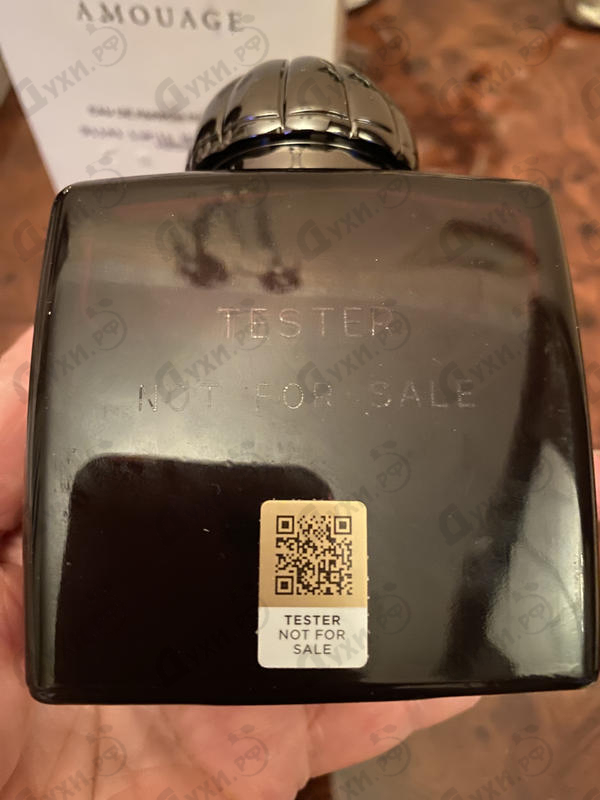 AMOUAGE
TESTER
NOT FOR SALE
TESTER
NOT FOR
SALE
Духи.РФ